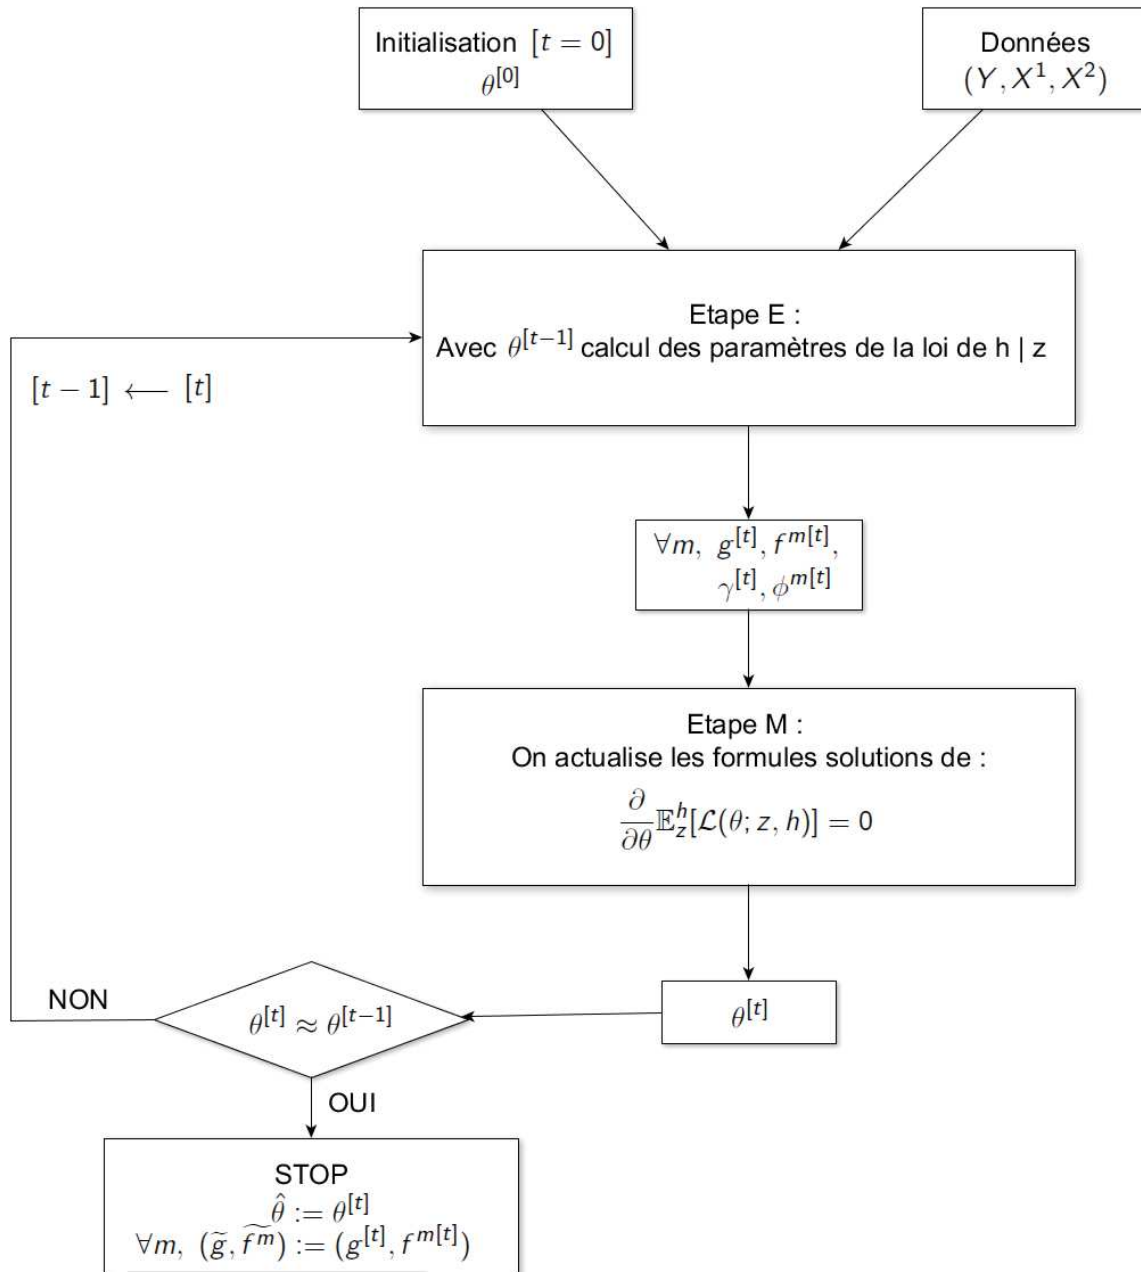 Initialisation [t = 0]
θ^[0]
Données
(Y, X^1, X^2)
Etape E :
Avec θ^[t−1] calcul des paramètres de la loi de h | z
[t − 1] ⟵ [t]
∀m, g^[t], f^m[t],
γ^[t], ϕ^m[t]
Etape M :
On actualise les formules solutions de :
∂/∂θ 𝔼_z^h[ℒ(θ; z, h)] = 0
θ^[t]
θ^[t] ≈ θ^[t−1]
NON
OUI
STOP
θ̂ := θ^[t]
∀m, (g̃, f̃^m) := (g^[t], f^m[t])